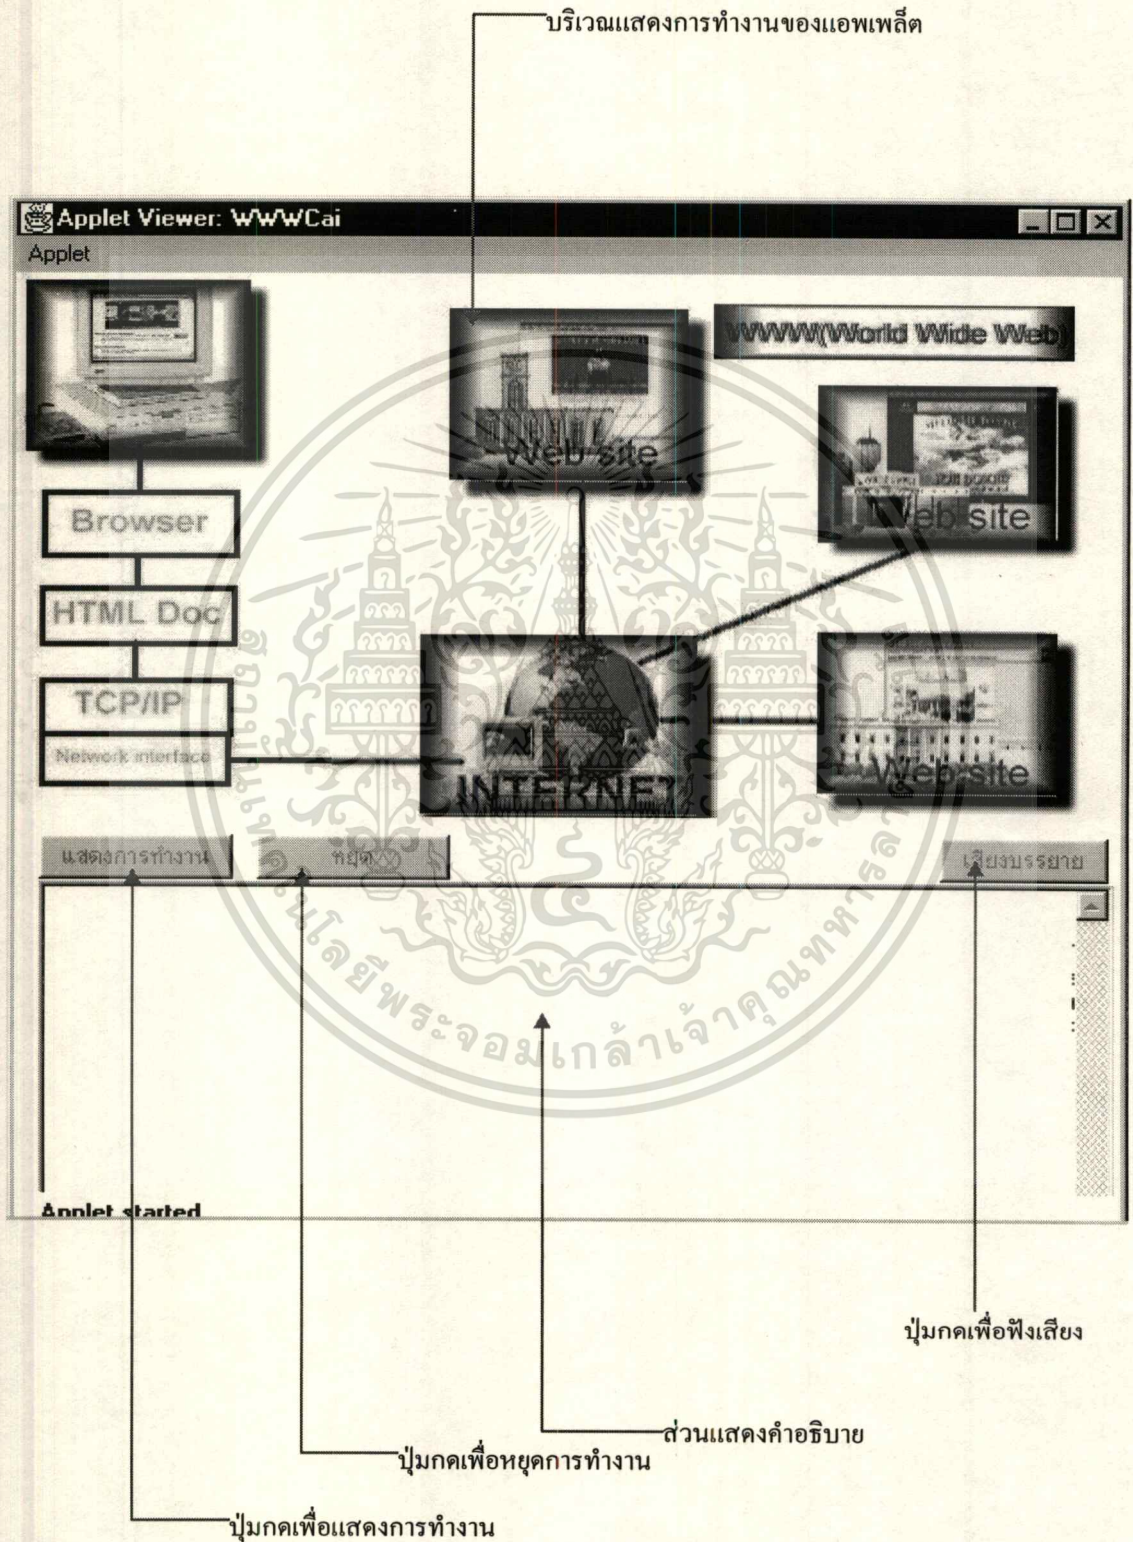 บริเวณแสดงการทำงานของแอพเพล็ต
Applet Viewer: WWWCai
Applet
WWW(World Wide Web)
Web site
Web site
Browser
HTML Doc
TCP/IP
Network interface
INTERNET
Web site
แสดงการทำงาน
หยุด
เสียงบรรยาย
Applet started
ปุ่มกดเพื่อฟังเสียง
ส่วนแสดงคำอธิบาย
ปุ่มกดเพื่อหยุดการทำงาน
ปุ่มกดเพื่อแสดงการทำงาน